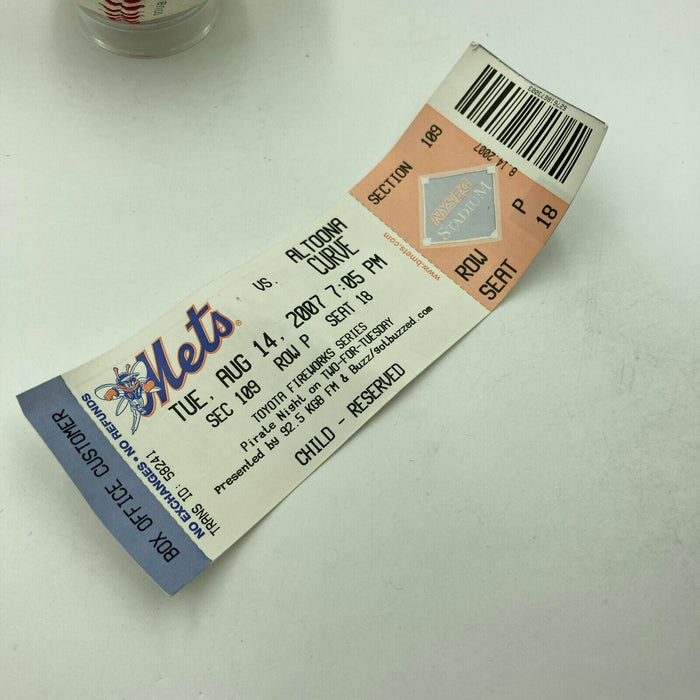 BOX OFFICE CUSTOMER
NO EXCHANGES • NO REFUNDS
TRANS ID: 58241
Mets
VS. ALTOONA
CURVE
TUE, AUG 14, 2007 7:05 PM
SEC 109 ROW P SEAT 18
TOYOTA FIREWORKS SERIES
Pirate Night on TWO-FOR-TUESDAY
Presented by 92.5 KGB FM & Buzz/gotbuzzed.com
CHILD - RESERVED
www.bmets.com
SECTION 109
NYSEG
STADIUM
ROW P
SEAT 18
8.14.2007